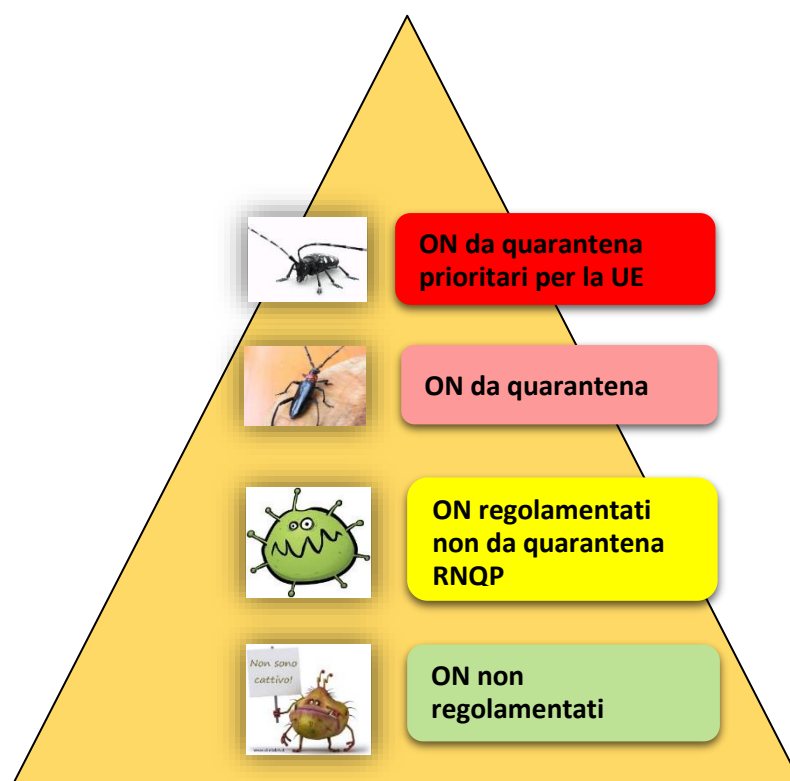 ON da quarantena
prioritari per la UE
ON da quarantena
ON regolamentati
non da quarantena
RNQP
Non sono
cattivo!
ON non
regolamentati